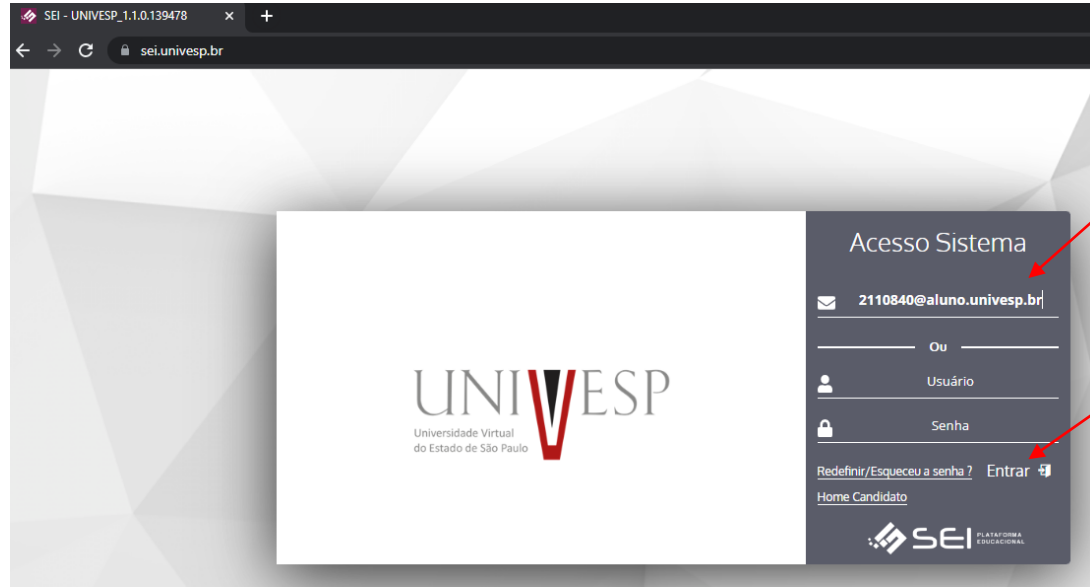 SEI - UNIVESP_1.1.0.139478
sei.univesp.br
Acesso Sistema
2110840@aluno.univesp.br
Ou
Usuário
Senha
Redefinir/Esqueceu a senha ? Entrar
Home Candidato
SEI PLATAFORMA EDUCACIONAL
UNIVESP
Universidade Virtual
do Estado de São Paulo